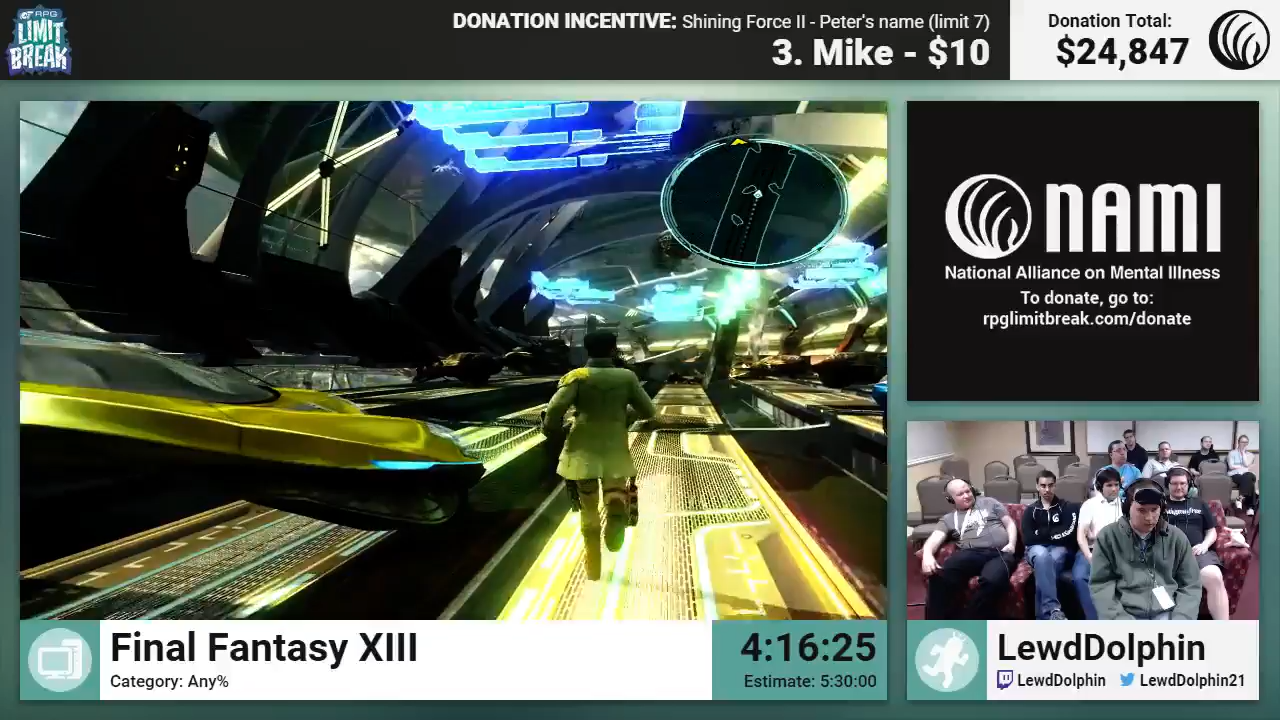 RPG
LIMIT
BREAK
DONATION INCENTIVE: Shining Force II - Peter's name (limit 7)
3. Mike - $10
Donation Total:
$24,847
NAMI
National Alliance on Mental Illness
To donate, go to:
rpglimitbreak.com/donate
Final Fantasy XIII
Category: Any%
4:16:25
Estimate: 5:30:00
LewdDolphin
LewdDolphin
LewdDolphin21